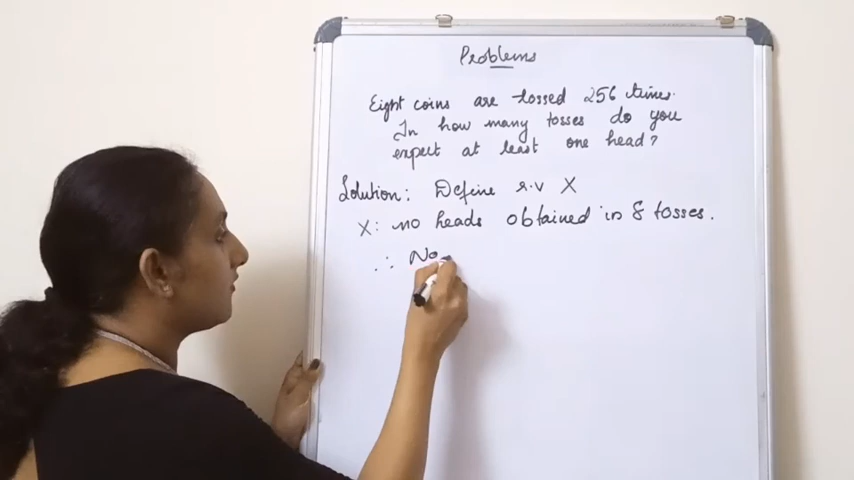 Problems
Eight coins are tossed 256 times.
In how many tosses do you
expect at least one head?
Solution: Define r.v X
X: no heads obtained in 8 tosses.
∴ No